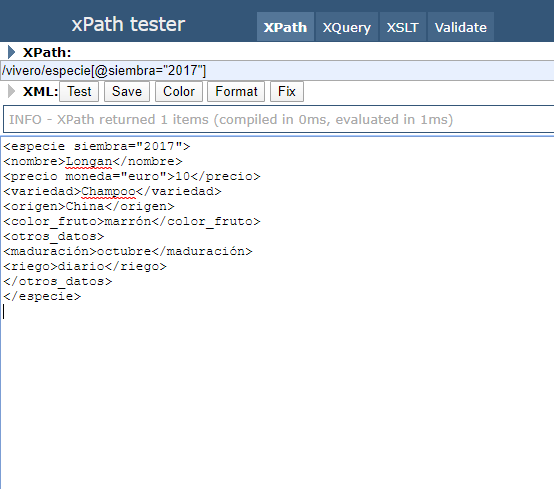 xPath tester
XPath XQuery XSLT Validate
XPath:
/vivero/especie[@siembra="2017"]
XML: Test Save Color Format Fix
INFO - XPath returned 1 items (compiled in 0ms, evaluated in 1ms)
<especie siembra="2017">
<nombre>Longan</nombre>
<precio moneda="euro">10</precio>
<variedad>Champoo</variedad>
<origen>China</origen>
<color_fruto>marrón</color_fruto>
<otros_datos>
<maduración>octubre</maduración>
<riego>diario</riego>
</otros_datos>
</especie>